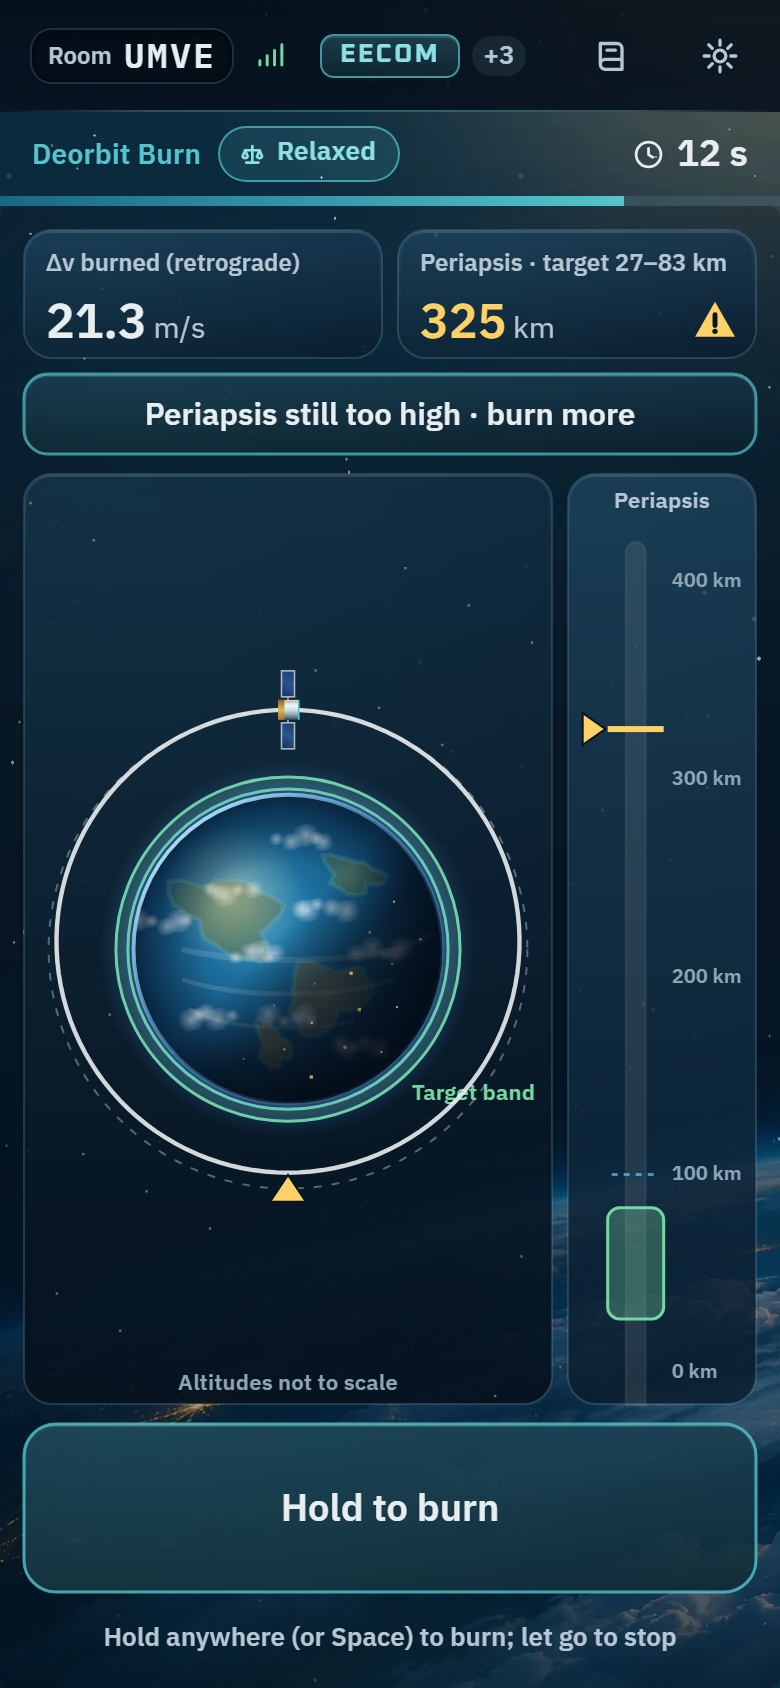 Room UMVE EECOM +3
Deorbit Burn Relaxed 12 s
Δv burned (retrograde)
21.3 m/s
Periapsis · target 27–83 km
325 km
Periapsis still too high · burn more
Periapsis
400 km
300 km
200 km
100 km
0 km
Target band
Altitudes not to scale
Hold to burn
Hold anywhere (or Space) to burn; let go to stop